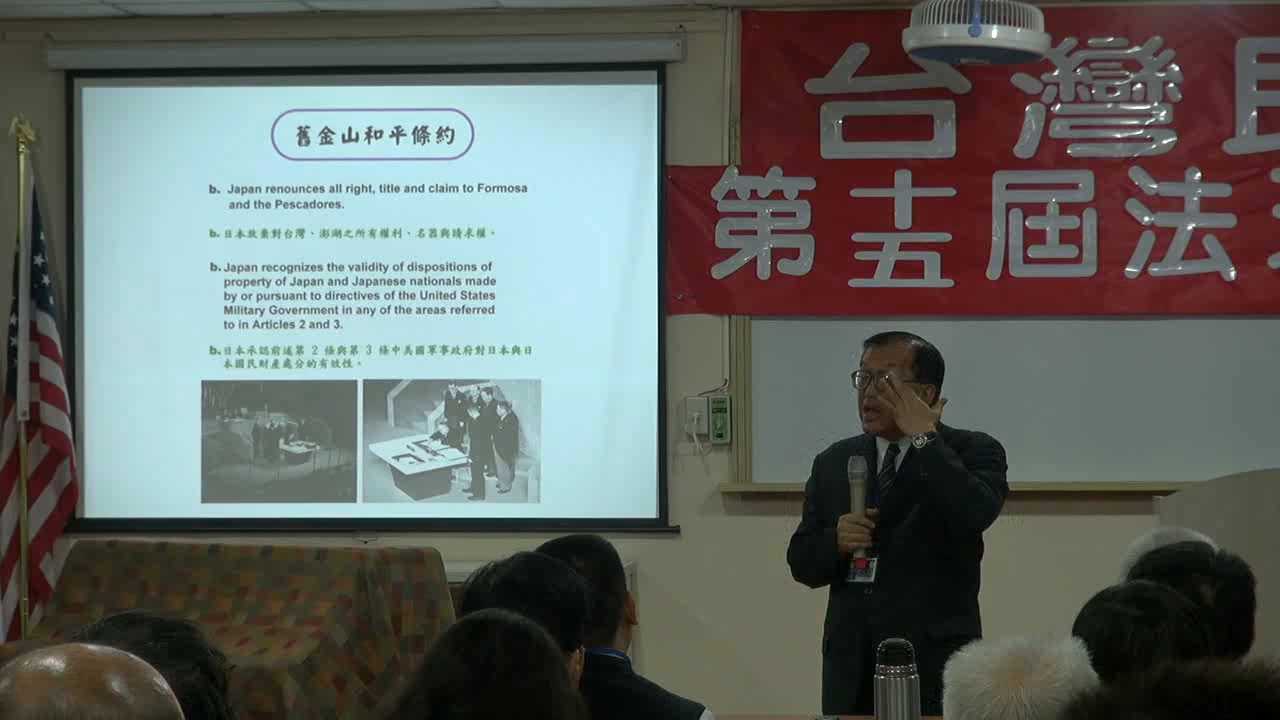 舊金山和平條約
b. Japan renounces all right, title and claim to Formosa
and the Pescadores.
b. 日本放棄對台灣、澎湖之所有權利、名器與請求權。
b. Japan recognizes the validity of dispositions of
property of Japan and Japanese nationals made
by or pursuant to directives of the United States
Military Government in any of the areas referred
to in Articles 2 and 3.
b. 日本承認前述第 2 條與第 3 條中美國軍事政府對日本與日
本國民財產處分的有效性。
台灣
第十五屆法